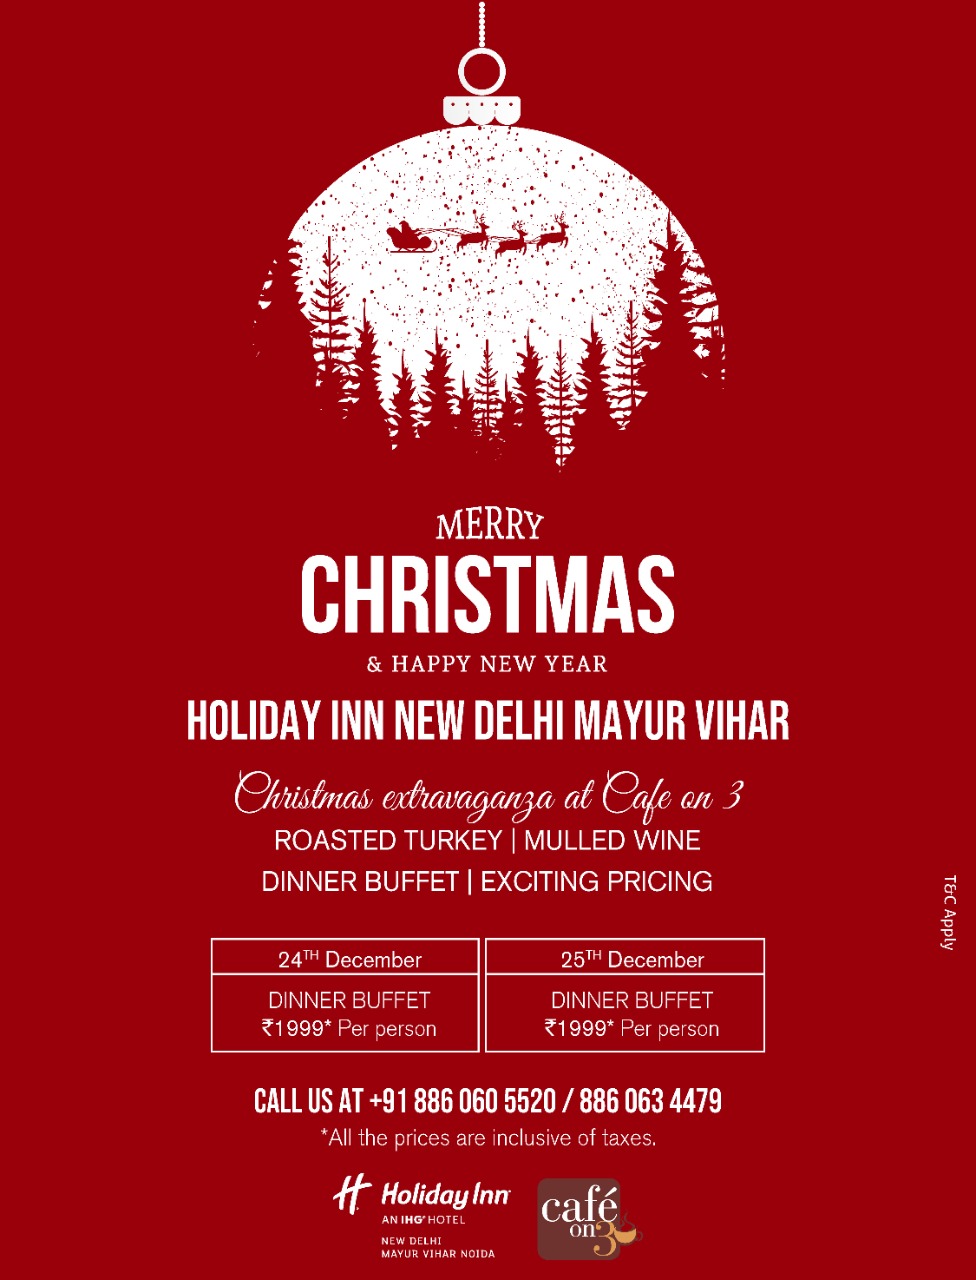 MERRY
CHRISTMAS
& HAPPY NEW YEAR
HOLIDAY INN NEW DELHI MAYUR VIHAR
Christmas extravaganza at Cafe on 3
ROASTED TURKEY | MULLED WINE
DINNER BUFFET | EXCITING PRICING
T&C Apply
24TH December
DINNER BUFFET
₹1999* Per person
25TH December
DINNER BUFFET
₹1999* Per person
CALL US AT +91 886 060 5520 / 886 063 4479
*All the prices are inclusive of taxes.
H Holiday Inn
AN IHG® HOTEL
NEW DELHI
MAYUR VIHAR NOIDA
café
on 3